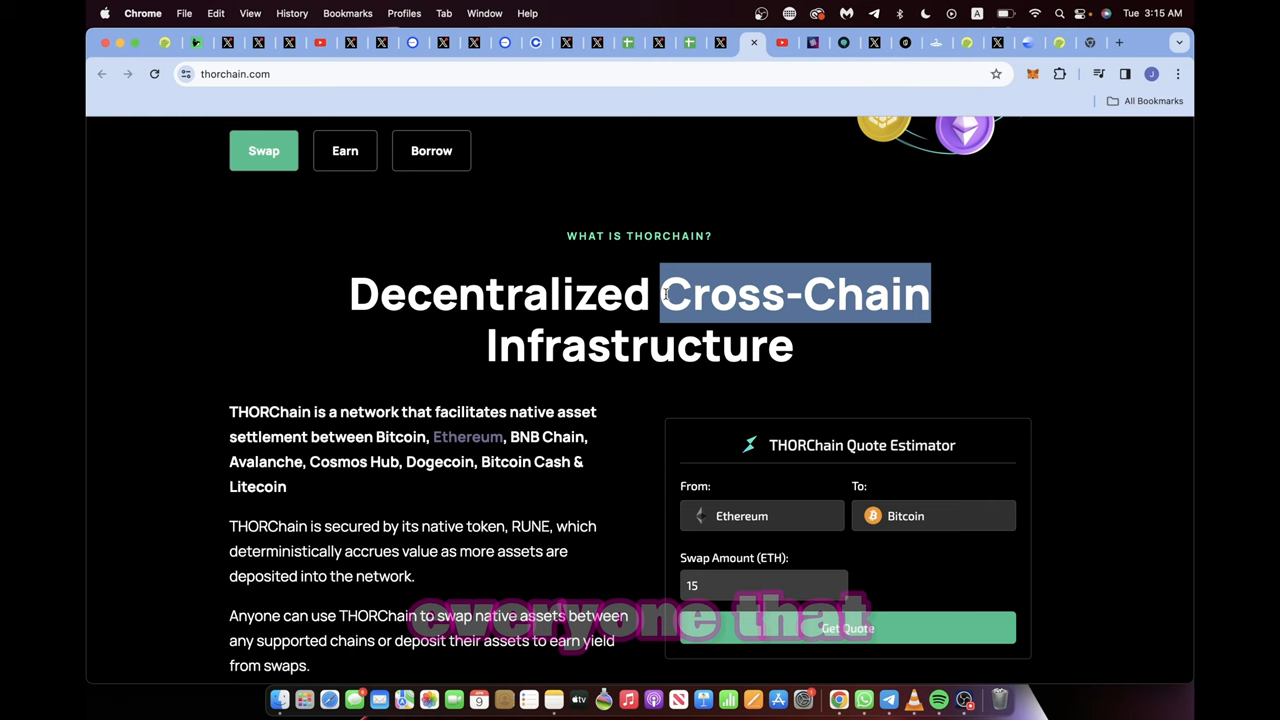 Chrome File Edit View History Bookmarks Profiles Tab Window Help
A
Tue 3:15 AM
thorchain.com
J
All Bookmarks
Swap Earn Borrow
WHAT IS THORCHAIN?
Decentralized Cross-Chain
Infrastructure
THORChain is a network that facilitates native asset
settlement between Bitcoin, Ethereum, BNB Chain,
Avalanche, Cosmos Hub, Dogecoin, Bitcoin Cash &
Litecoin
THORChain is secured by its native token, RUNE, which
deterministically accrues value as more assets are
deposited into the network.
Anyone can use THORChain to swap native assets between
any supported chains or deposit their assets to earn yield
from swaps.
THORChain Quote Estimator
From: To:
Ethereum Bitcoin
Swap Amount (ETH):
15
Get Quote
everyone that